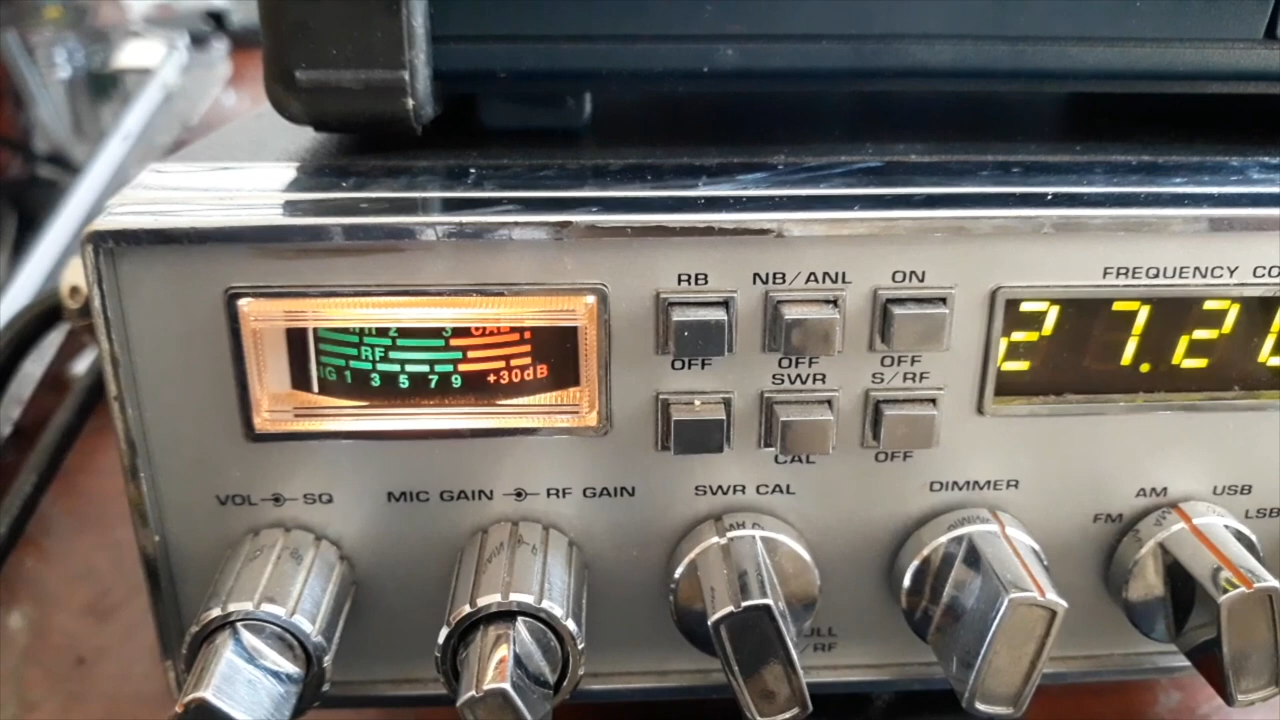 RB NB/ANL ON
FREQUENCY CO
2 3 CAL
RF
IG 1 3 5 7 9 +30dB
27.2
OFF OFF OFF
SWR S/RF
CAL OFF
VOL SQ
MIC GAIN RF GAIN
SWR CAL
DIMMER
AM USB
FM LSB